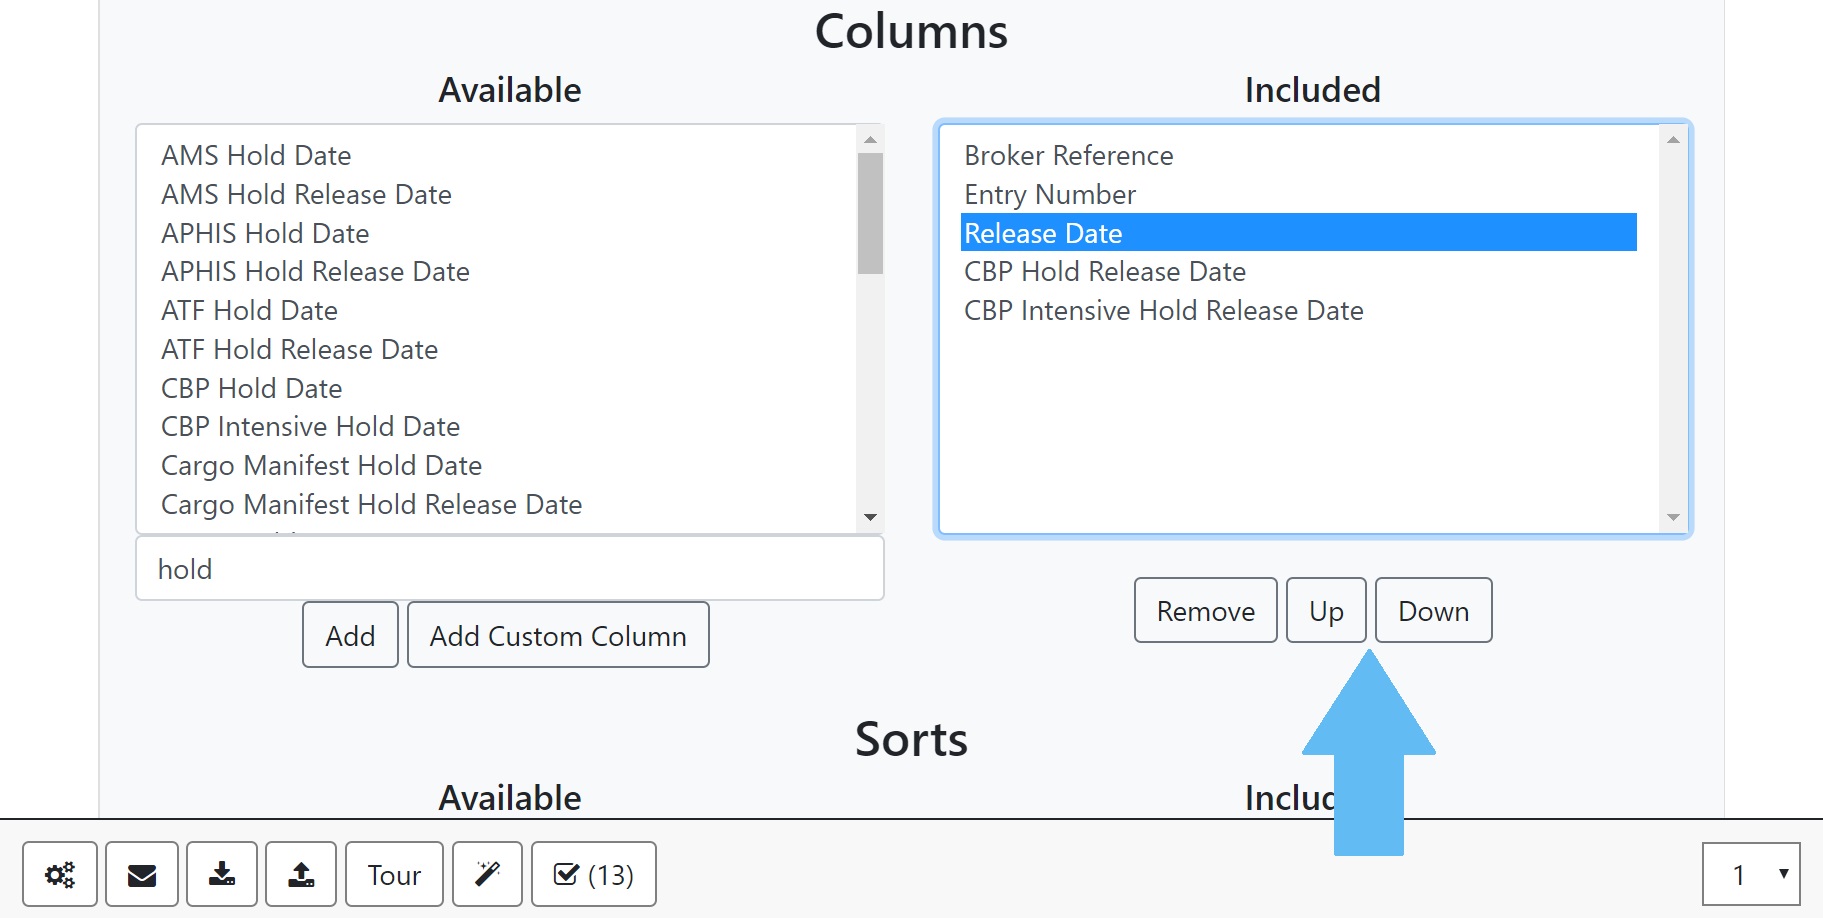 Columns
Available
AMS Hold Date
AMS Hold Release Date
APHIS Hold Date
APHIS Hold Release Date
ATF Hold Date
ATF Hold Release Date
CBP Hold Date
CBP Intensive Hold Date
Cargo Manifest Hold Date
Cargo Manifest Hold Release Date
hold
Add
Add Custom Column
Included
Broker Reference
Entry Number
Release Date
CBP Hold Release Date
CBP Intensive Hold Release Date
Remove
Up
Down
Sorts
Available
Includ
Tour
(13)
1